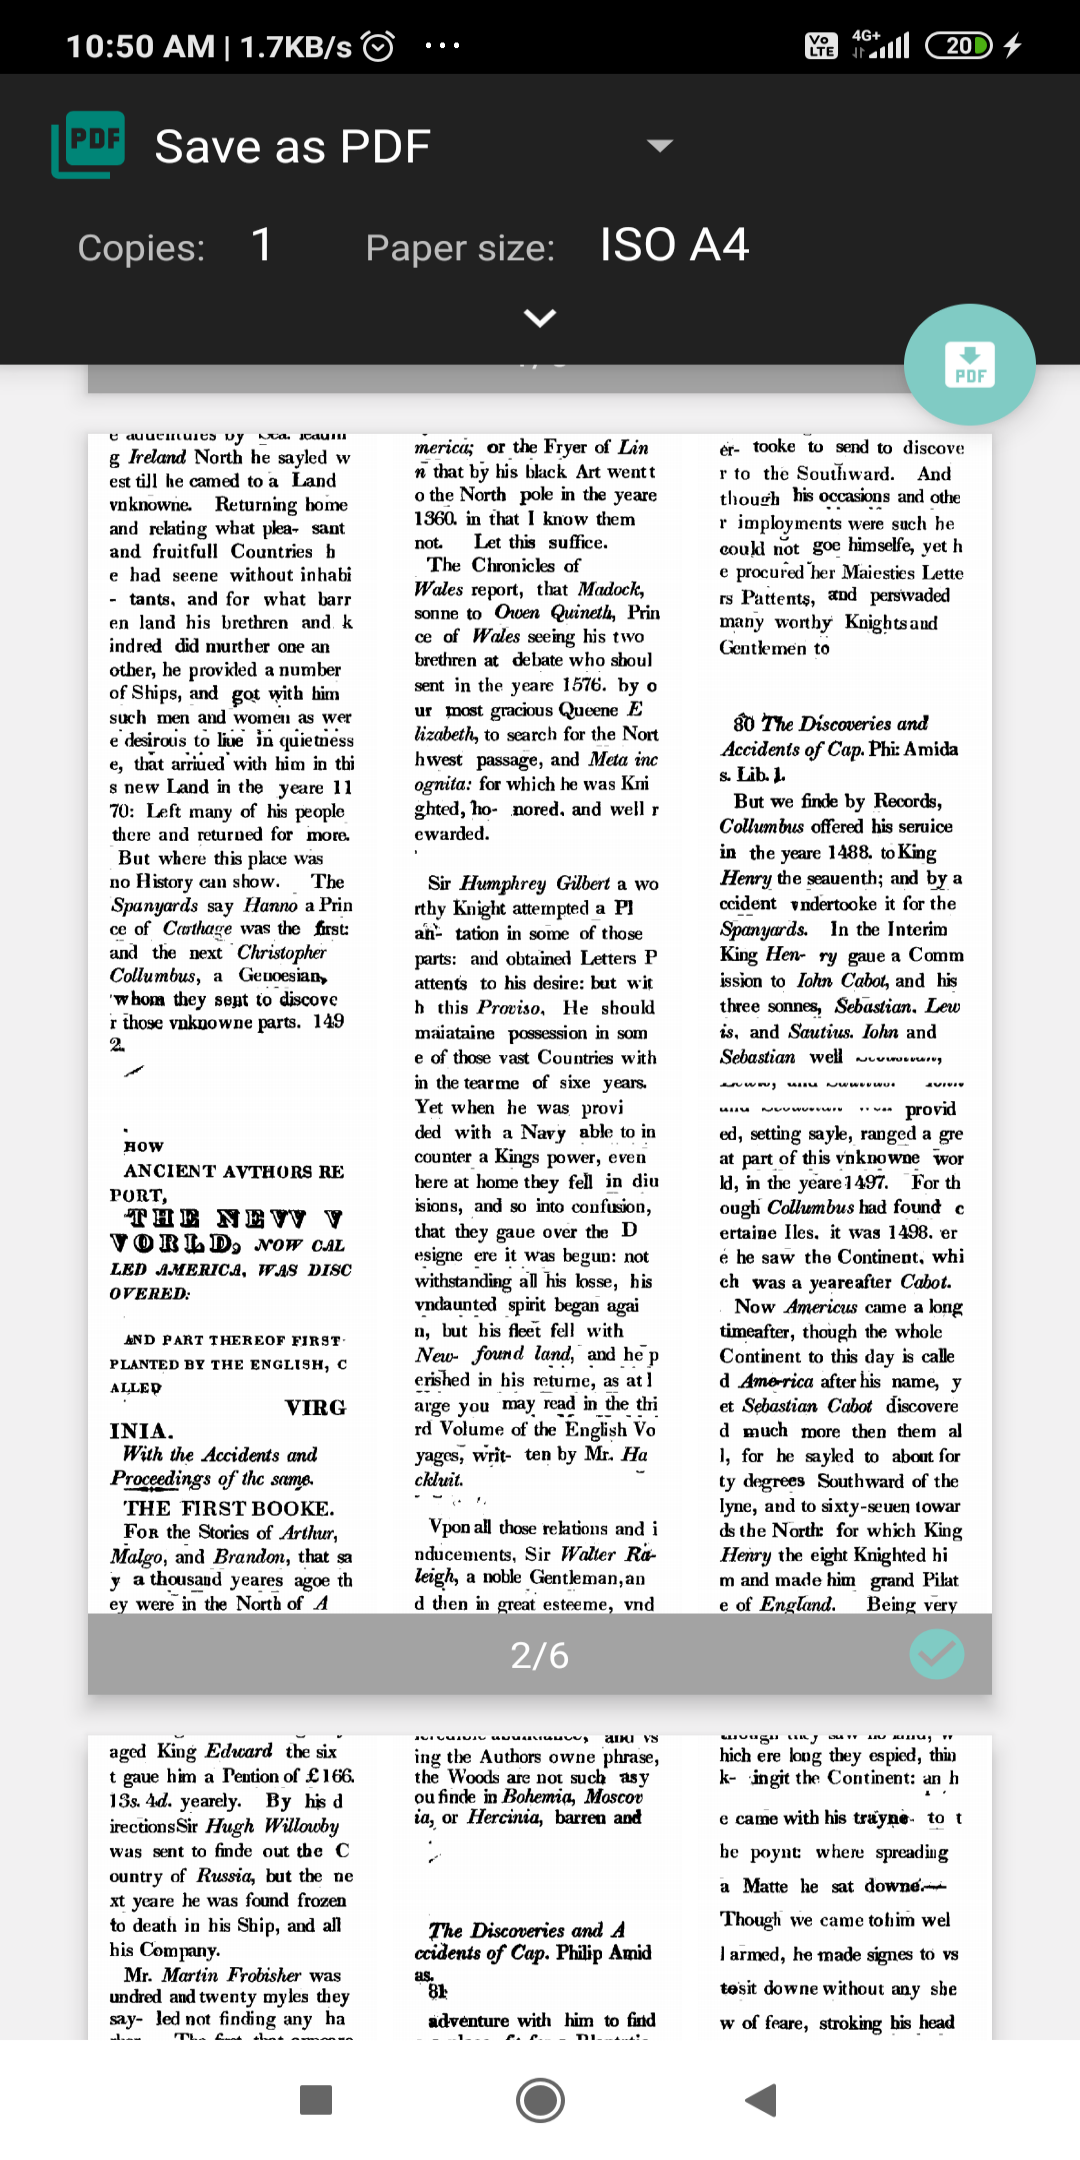 10:50 AM | 1.7KB/s ...
Vo LTE 4G+ 20
PDF Save as PDF
Copies: 1 Paper size: ISO A4
PDF
g Ireland North he sayled w
est till he camed to a Land
vnknowne. Returning home
and relating what plea- sant
and fruitfull Countries h
e had seene without inhabi
- tants, and for what barr
en land his brethren and k
indred did murther one an
other, he provided a number
of Ships, and got with him
such men and women as wer
e desirous to liue in quietness
e, that arriued with him in thi
s new Land in the yeare 11
70: Left many of his people
there and returned for more.
But where this place was
no History can show. The
Spanyards say Hanno a Prin
ce of Carthage was the first:
and the next Christopher
Collumbus, a Genoesian,
whom they sent to discove
r those vnknowne parts. 149
2.
HOW
ANCIENT AVTHORS RE
PORT,
THE NEVV V
VORLD, NOW CAL
LED AMERICA, WAS DISC
OVERED:
AND PART THEREOF FIRST
PLANTED BY THE ENGLISH, C
ALLED
VIRG
INIA.
With the Accidents and
Proceedings of the same.
THE FIRST BOOKE.
FOR the Stories of Arthur,
Malgo, and Brandon, that sa
y a thousand yeares agoe th
ey were in the North of A
merica; or the Fryer of Lin
n that by his black Art went t
o the North pole in the yeare
1360. in that I know them
not. Let this suffice.
The Chronicles of
Wales report, that Madock,
sonne to Owen Quineth, Prin
ce of Wales seeing his two
brethren at debate who shoul
sent in the yeare 1576. by o
ur most gracious Queene E
lizabeth, to search for the Nort
hwest passage, and Meta inc
ognita: for which he was Kni
ghted, ho- nored, and well r
ewarded.
Sir Humphrey Gilbert a wo
rthy Knight attempted a Pl
an- tation in some of those
parts: and obtained Letters P
attents to his desire: but wit
h this Proviso, He should
maiataine possession in som
e of those vast Countries with
in the tearme of sixe years.
Yet when he was provi
ded with a Navy able to in
counter a Kings power, even
here at home they fell in diu
isions, and so into confusion,
that they gaue over the D
esigne ere it was begun: not
withstanding all his losse, his
vndaunted spirit began agai
n, but his fleet fell with
New- found land, and he p
erished in his returne, as at l
arge you may read in the thi
rd Volume of the English Vo
yages, writ- ten by Mr. Ha
ckluit.
Vpon all those relations and i
nducements, Sir Walter Ra-
leigh, a noble Gentleman, an
d then in great esteeme, vnd
er- tooke to send to discove
r to the Southward. And
though his occasions and othe
r imployments were such he
could not goe himselfe, yet h
e procured her Maiesties Lette
rs Pattents, and perswaded
many worthy Knights and
Gentlemen to
80 The Discoveries and
Accidents of Cap. Phi: Amida
s. Lib. 1.
But we finde by Records,
Collumbus offered his seruice
in the yeare 1488. to King
Henry the seauenth; and by a
ccident vndertooke it for the
Spanyards. In the Interim
King Hen- ry gaue a Comm
ission to Iohn Cabot, and his
three sonnes, Sebastian, Lew
is, and Sautius. Iohn and
Sebastian well
provid
ed, setting sayle, ranged a gre
at part of this vnknowne wor
ld, in the yeare 1497. For th
ough Collumbus had found c
ertaine Iles, it was 1498. er
e he saw the Continent, whi
ch was a yeareafter Cabot.
Now Americus came a long
timeafter, though the whole
Continent to this day is calle
d Ame-rica after his name, y
et Sebastian Cabot discovere
d much more then them al
l, for he sayled to about for
ty degrees Southward of the
lyne, and to sixty-seuen towar
ds the North: for which King
Henry the eight Knighted hi
m and made him grand Pilat
e of England. Being very
2/6
aged King Edward the six
t gaue him a Pention of £166.
13s. 4d. yearely. By his d
irections Sir Hugh Willowby
was sent to finde out the C
ountry of Russia, but the ne
xt yeare he was found frozen
to death in his Ship, and all
his Company.
Mr. Martin Frobisher was
undred and twenty myles they
say- led not finding any ha
and vs
ing the Authors owne phrase,
the Woods are not such as y
ou finde in Bohemia, Moscov
ia, or Hercinia, barren and
The Discoveries and A
ccidents of Cap. Philip Amid
as.
81
adventure with him to find
hich ere long they espied, thin
k- ing it the Continent: an h
e came with his trayne to t
he poynt: where spreading
a Matte he sat downe.—
Though we came to him wel
l armed, he made signes to vs
to sit downe without any she
w of feare, stroking his head